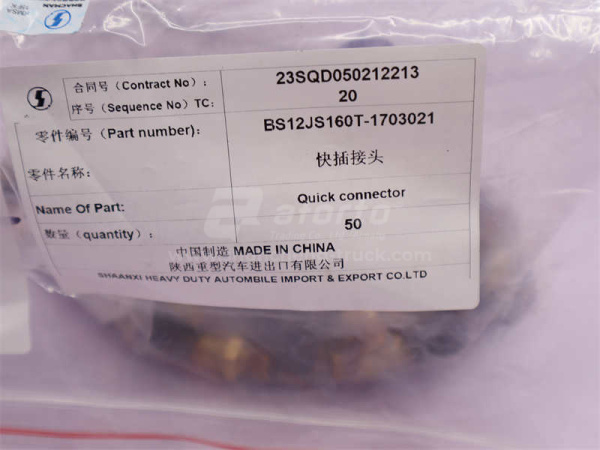 SHACMAN
合同号（Contract No）: 23SQD050212213
序号（Sequence No）TC: 20
零件编号（Part number）: BS12JS160T-1703021
零件名称: 快插接头
Name Of Part: Quick connector
数量（quantity）: 50
中国制造 MADE IN CHINA
陕西重型汽车进出口有限公司
SHAANXI HEAVY DUTY AUTOMBILE IMPORT & EXPORT CO.LTD